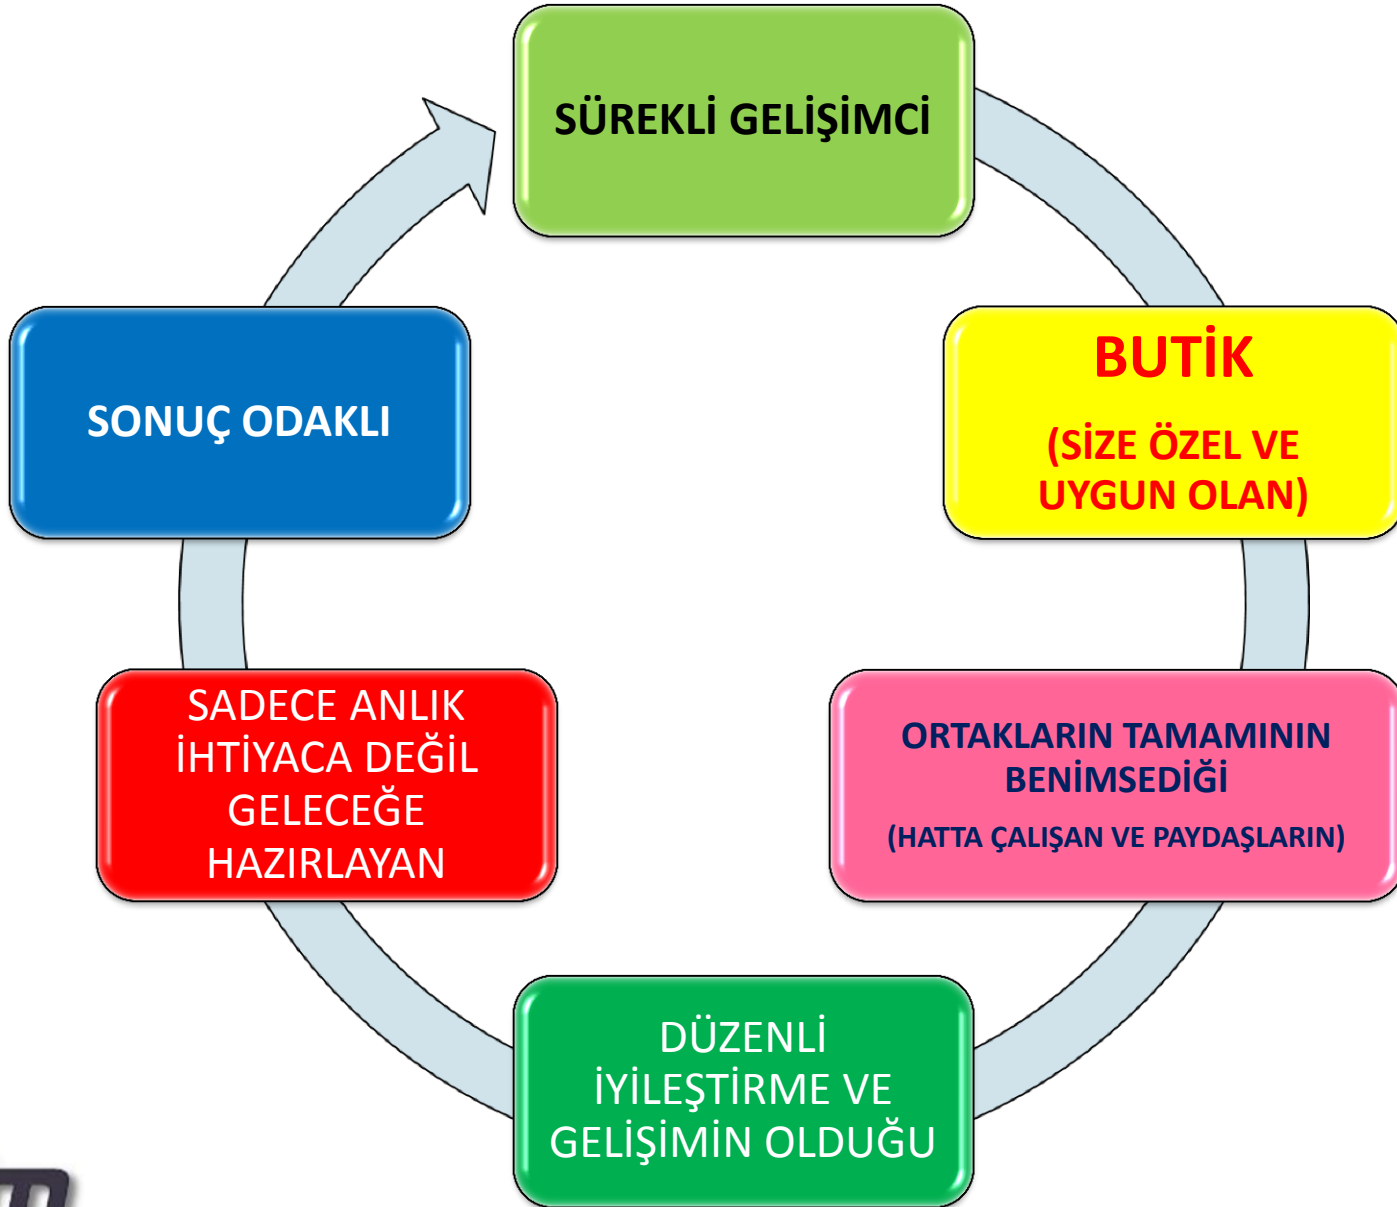 SÜREKLİ GELİŞİMCİ
BUTİK
(SİZE ÖZEL VE
UYGUN OLAN)
ORTAKLARIN TAMAMININ
BENİMSEDİĞİ
(HATTA ÇALIŞAN VE PAYDAŞLARIN)
DÜZENLİ
İYİLEŞTİRME VE
GELİŞİMİN OLDUĞU
SADECE ANLIK
İHTİYACA DEĞİL
GELECEĞE
HAZIRLAYAN
SONUÇ ODAKLI